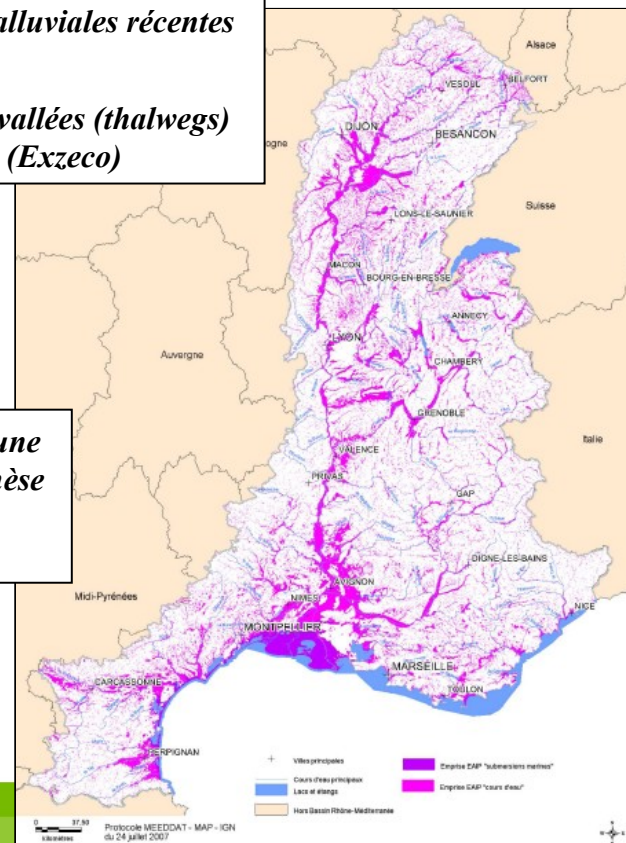 alluviales récentes
vallées (thalwegs)
(Exzeco)
une
nèse
Alsace
VESOUL
BELFORT
DIJON
BESANCON
ogne
Suisse
LONS-LE-SAUNIER
MACON
BOURG-EN-BRESSE
ANNECY
LYON
Auvergne
CHAMBERY
GRENOBLE
Italie
VALENCE
PRIVAS
GAP
DIGNE-LES-BAINS
Midi-Pyrénées
AVIGNON
NIMES
NICE
MONTPELLIER
MARSEILLE
CARCASSONNE
TOULON
PERPIGNAN
Villes principales
Cours d'eau principaux
Lacs et étangs
Hors Bassin Rhône-Méditerranée
Emprise EAIP "submersions marines"
Emprise EAIP "cours d'eau"
0 37,50
kilomètres
Protocole MEEDDAT - MAP - IGN
du 24 juillet 2007